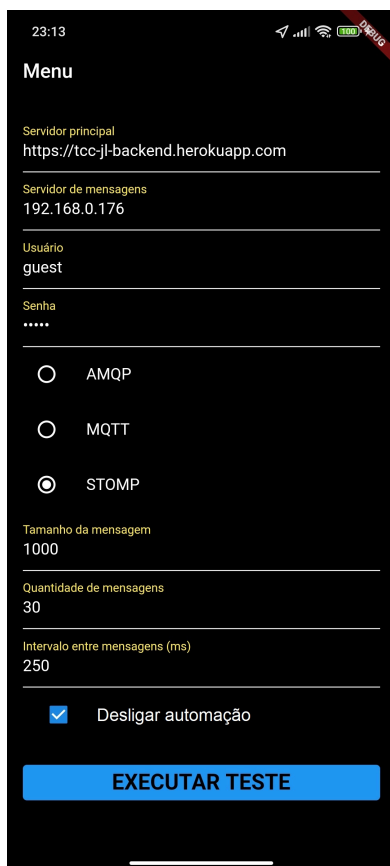 23:13
100
DEBUG
Menu
Servidor principal
https://tcc-jl-backend.herokuapp.com
Servidor de mensagens
192.168.0.176
Usuário
guest
Senha
•••••
AMQP
MQTT
STOMP
Tamanho da mensagem
1000
Quantidade de mensagens
30
Intervalo entre mensagens (ms)
250
Desligar automação
EXECUTAR TESTE